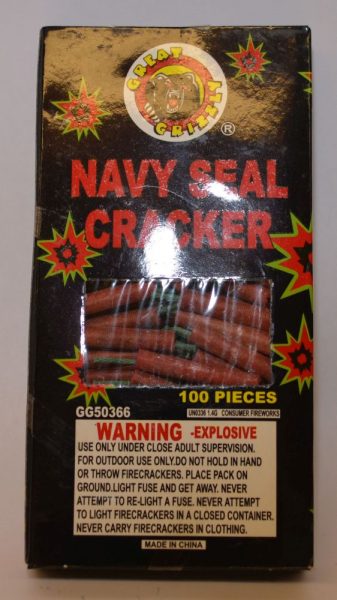 GREAT
GRIZZLY
®
NAVY SEAL
CRACKER
100 PIECES
GG50366
UN0336 1.4G CONSUMER FIREWORKS
WARNING -EXPLOSIVE
USE ONLY UNDER CLOSE ADULT SUPERVISION.
FOR OUTDOOR USE ONLY.DO NOT HOLD IN HAND
OR THROW FIRECRACKERS. PLACE PACK ON
GROUND.LIGHT FUSE AND GET AWAY. NEVER
ATTEMPT TO RE-LIGHT A FUSE. NEVER ATTEMPT
TO LIGHT FIRECRACKERS IN A CLOSED CONTAINER.
NEVER CARRY FIRECRACKERS IN CLOTHING.
MADE IN CHINA